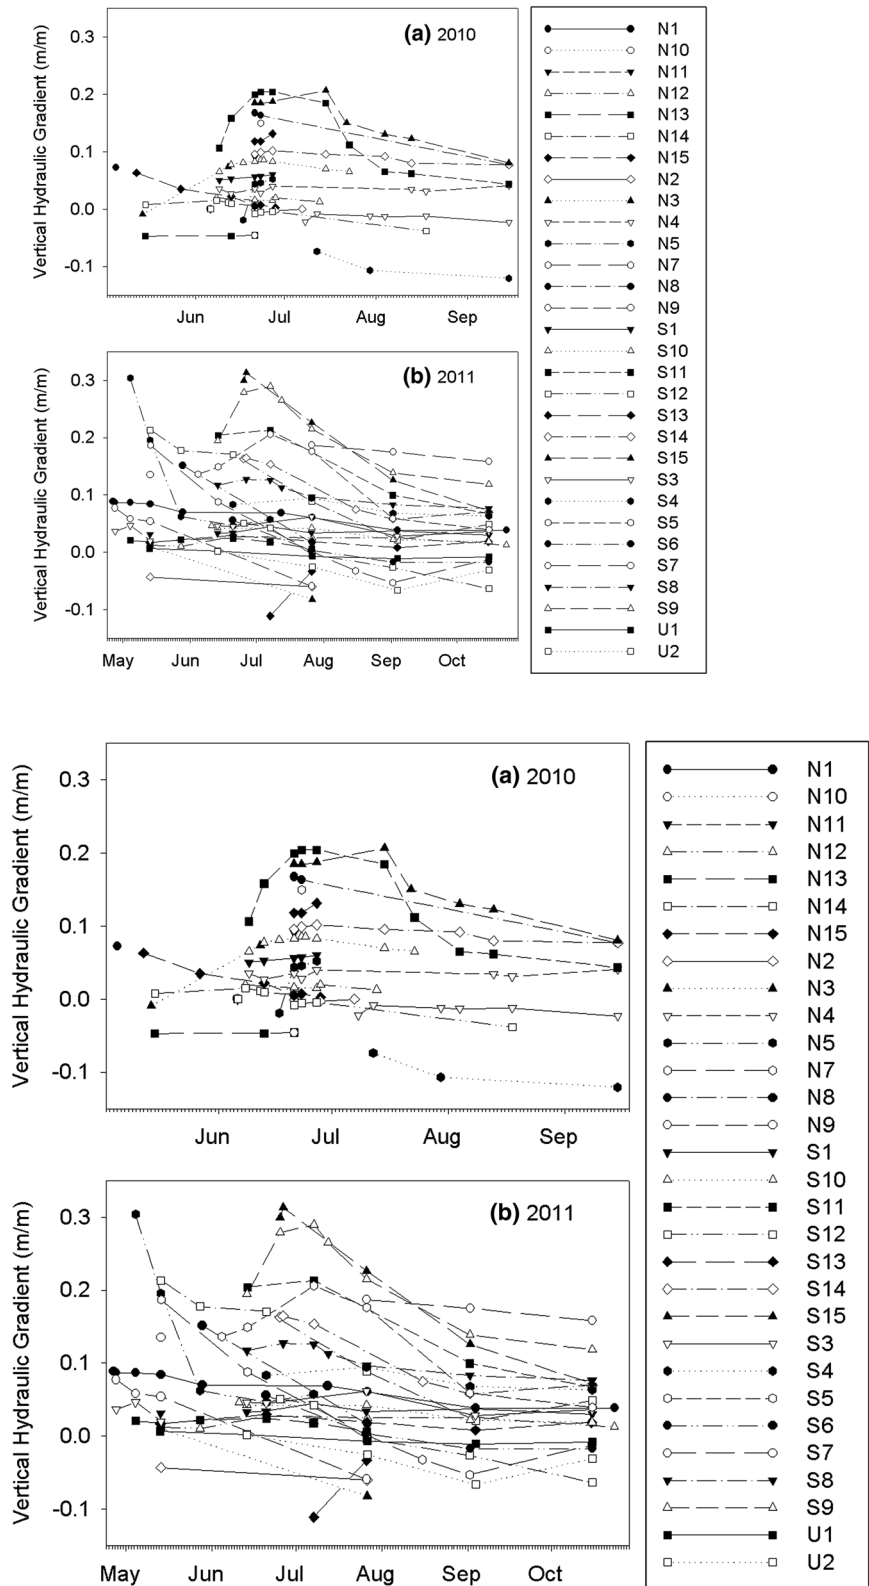 (a) 2010
Vertical Hydraulic Gradient (m/m)
0.3
0.2
0.1
0.0
-0.1
Jun Jul Aug Sep
(b) 2011
Vertical Hydraulic Gradient (m/m)
0.3
0.2
0.1
0.0
-0.1
May Jun Jul Aug Sep Oct
N1
N10
N11
N12
N13
N14
N15
N2
N3
N4
N5
N7
N8
N9
S1
S10
S11
S12
S13
S14
S15
S3
S4
S5
S6
S7
S8
S9
U1
U2
(a) 2010
Vertical Hydraulic Gradient (m/m)
0.3
0.2
0.1
0.0
-0.1
Jun Jul Aug Sep
(b) 2011
Vertical Hydraulic Gradient (m/m)
0.3
0.2
0.1
0.0
-0.1
May Jun Jul Aug Sep Oct
N1
N10
N11
N12
N13
N14
N15
N2
N3
N4
N5
N7
N8
N9
S1
S10
S11
S12
S13
S14
S15
S3
S4
S5
S6
S7
S8
S9
U1
U2